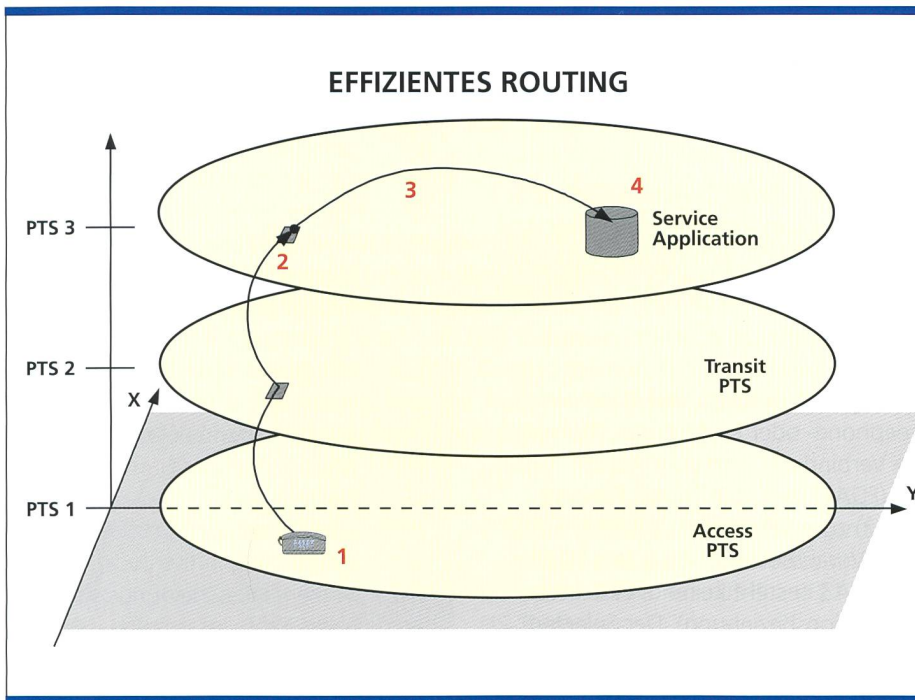 EFFIZIENTES ROUTING
3
4
PTS 3
Service
Application
2
PTS 2
Transit
PTS
X
PTS 1
Y
Access
PTS
1